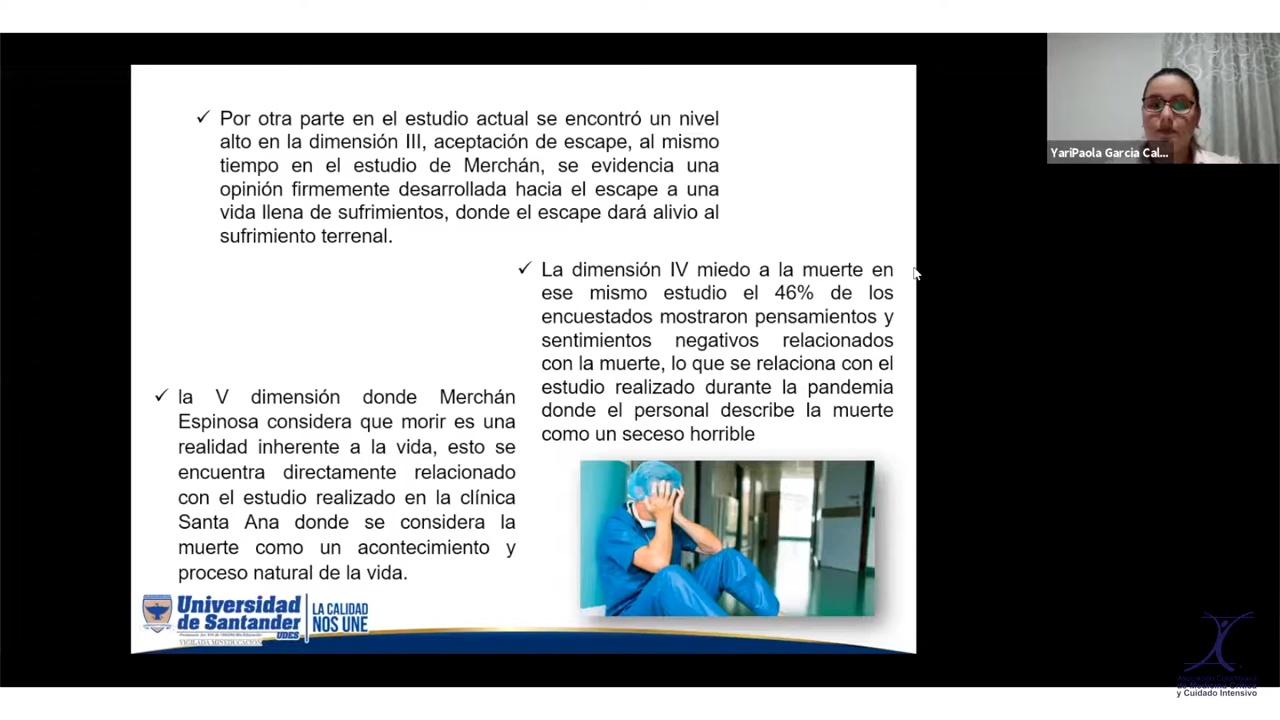 Por otra parte en el estudio actual se encontró un nivel
alto en la dimensión III, aceptación de escape, al mismo
tiempo en el estudio de Merchán, se evidencia una
opinión firmemente desarrollada hacia el escape a una
vida llena de sufrimientos, donde el escape dará alivio al
sufrimiento terrenal.
La dimensión IV miedo a la muerte en
ese mismo estudio el 46% de los
encuestados mostraron pensamientos y
sentimientos negativos relacionados
con la muerte, lo que se relaciona con el
estudio realizado durante la pandemia
donde el personal describe la muerte
como un seceso horrible
la V dimensión donde Merchán
Espinosa considera que morir es una
realidad inherente a la vida, esto se
encuentra directamente relacionado
con el estudio realizado en la clínica
Santa Ana donde se considera la
muerte como un acontecimiento y
proceso natural de la vida.
Universidad
de Santander
UDES
VIGILADA MINEDUCACIÓN
LA CALIDAD
NOS UNE
YariPaola Garcia Cal...
Asociación Colombiana
de Medicina Crítica
y Cuidado Intensivo